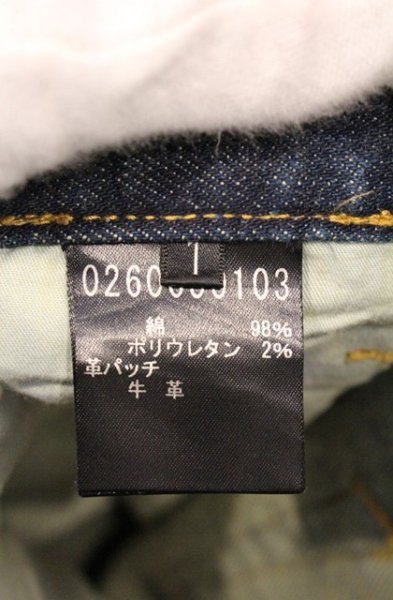 1
綿 98%
ポリウレタン 2%
革パッチ
牛 革